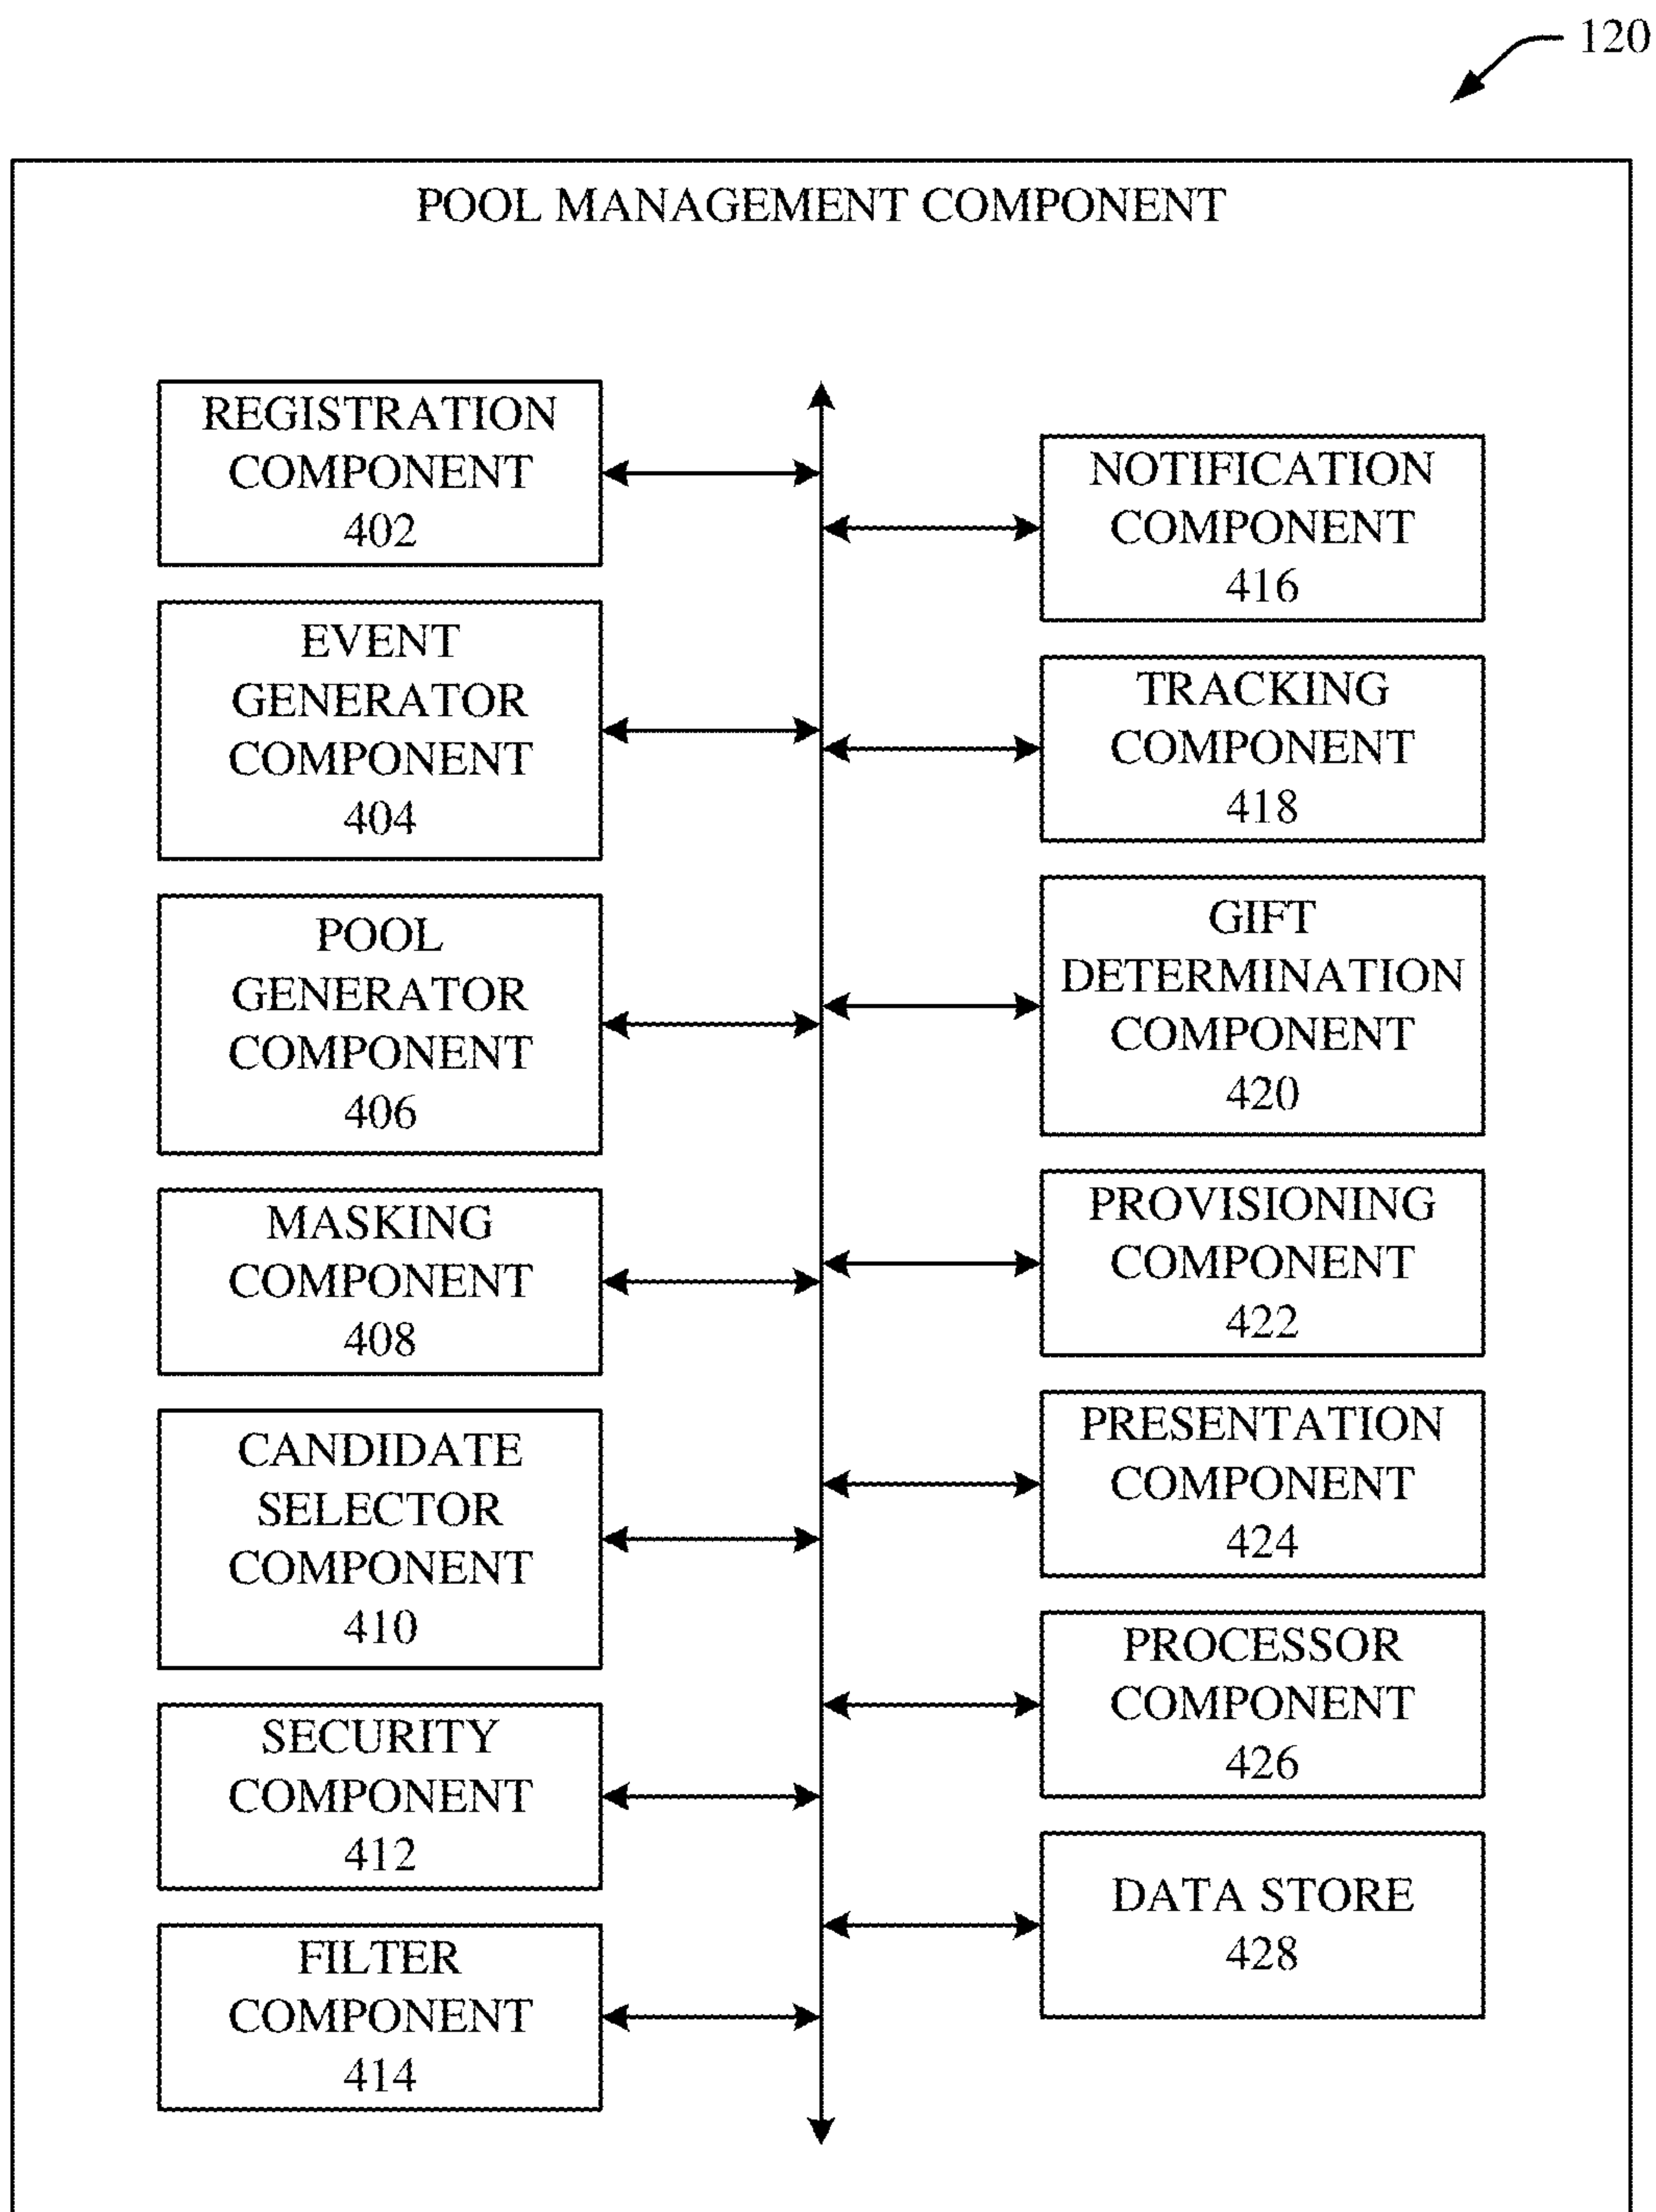 120
POOL MANAGEMENT COMPONENT
REGISTRATION
COMPONENT
402
EVENT
GENERATOR
COMPONENT
404
POOL
GENERATOR
COMPONENT
406
MASKING
COMPONENT
408
CANDIDATE
SELECTOR
COMPONENT
410
SECURITY
COMPONENT
412
FILTER
COMPONENT
414
NOTIFICATION
COMPONENT
416
TRACKING
COMPONENT
418
GIFT
DETERMINATION
COMPONENT
420
PROVISIONING
COMPONENT
422
PRESENTATION
COMPONENT
424
PROCESSOR
COMPONENT
426
DATA STORE
428